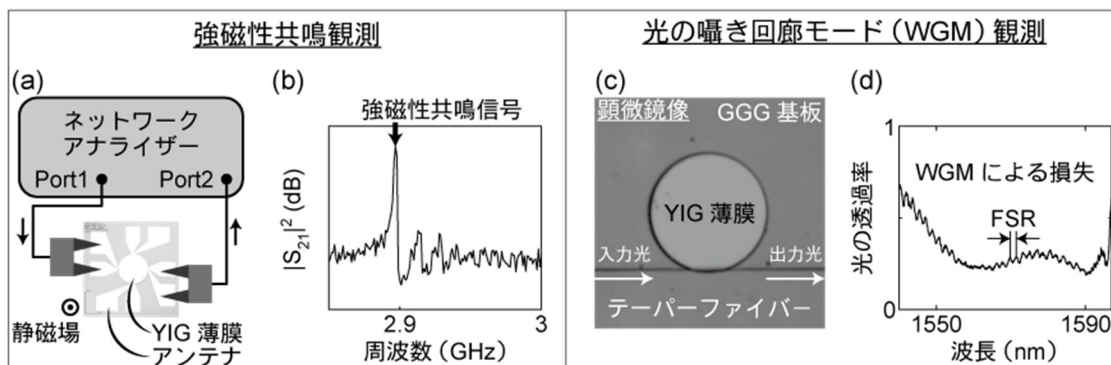 強磁性共鳴観測
(a)
ネットワーク
アナライザー
Port1
Port2
静磁場
YIG 薄膜
アンテナ
(b)
強磁性共鳴信号
|S21|2 (dB)
2.9
3
周波数 (GHz)
光の囁き回廊モード (WGM) 観測
(c)
顕微鏡像
GGG 基板
YIG 薄膜
入力光
出力光
テーパーファイバー
(d)
1
WGM による損失
FSR
光の透過率
0
1550
1590
波長 (nm)